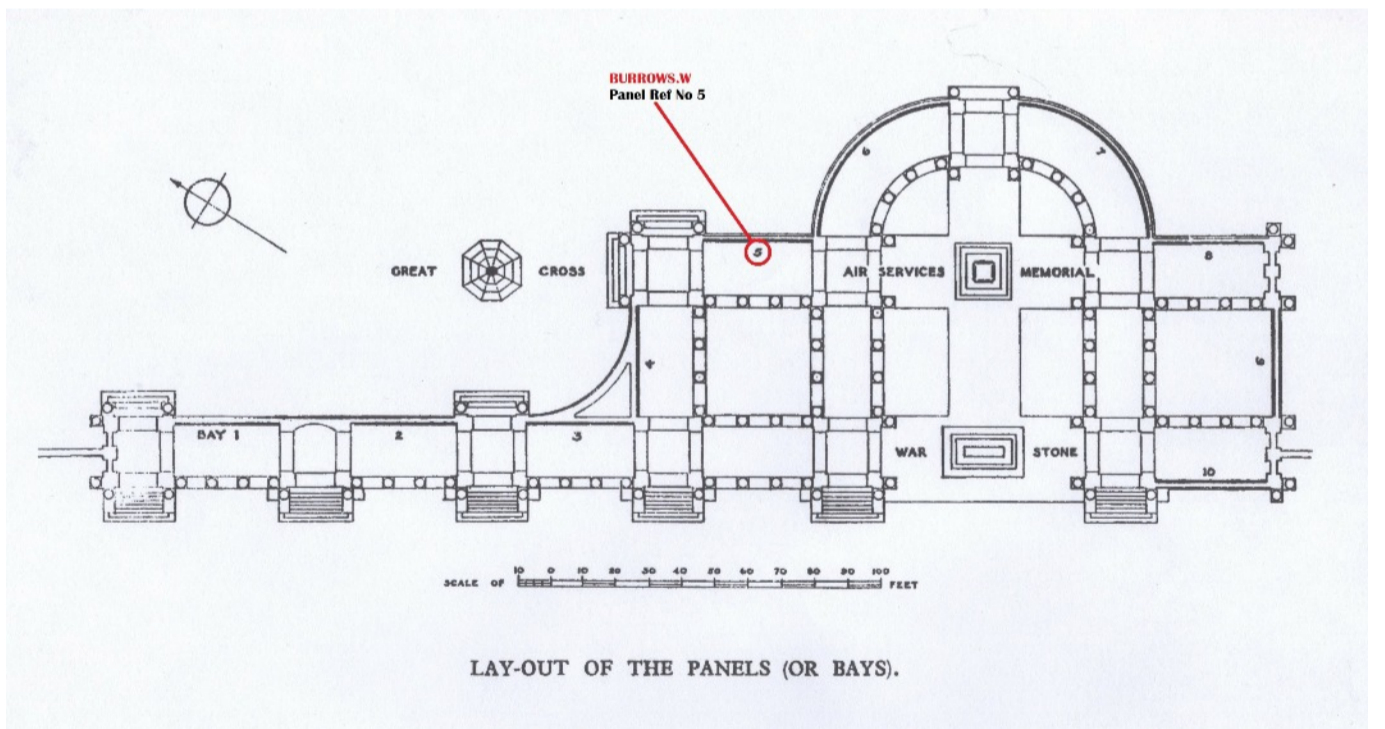 BURROWS.W
Panel Ref No 5
6
7
5
GREAT CROSS
AIR SERVICES MEMORIAL
8
4
9
BAY 1
2
3
WAR STONE
10
SCALE OF 10 0 10 20 30 40 50 60 70 80 90 100 FEET
LAY-OUT OF THE PANELS (OR BAYS).